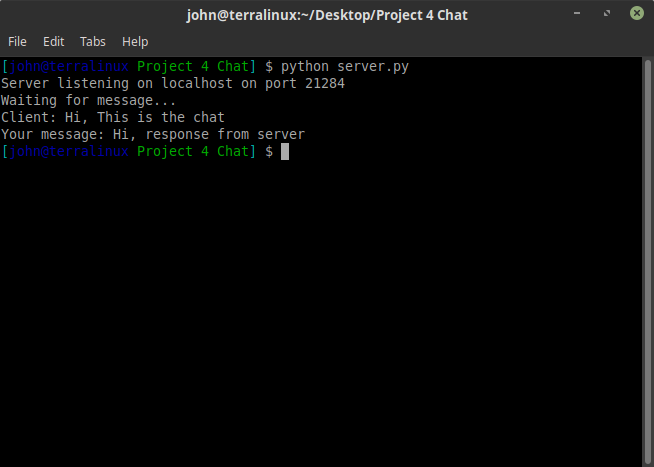 john@terralinux:~/Desktop/Project 4 Chat
File Edit Tabs Help
[john@terralinux Project 4 Chat] $ python server.py
Server listening on localhost on port 21284
Waiting for message...
Client: Hi, This is the chat
Your message: Hi, response from server
[john@terralinux Project 4 Chat] $